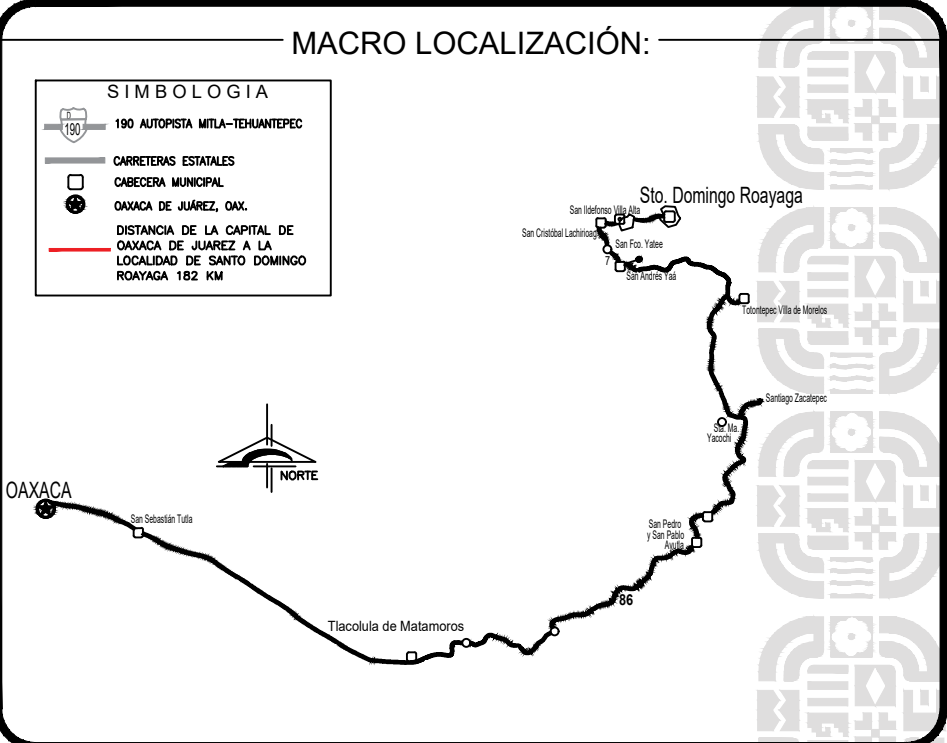 MACRO LOCALIZACIÓN:
SIMBOLOGIA
D
190
190 AUTOPISTA MITLA-TEHUANTEPEC
CARRETERAS ESTATALES
CABECERA MUNICIPAL
OAXACA DE JUÁREZ, OAX.
DISTANCIA DE LA CAPITAL DE
OAXACA DE JUAREZ A LA
LOCALIDAD DE SANTO DOMINGO
ROAYAGA 182 KM
Sto. Domingo Roayaga
San Ildefonso Villa Alta
San Cristóbal Lachirioag
San Fco. Yatee
7
San Andrés Yaá
Totontepec Villa de Morelos
Santiago Zacatepec
Sta. Ma.
Yacochi
NORTE
OAXACA
San Sebastián Tutla
San Pedro
y San Pablo
Ayutla
86
Tlacolula de Matamoros